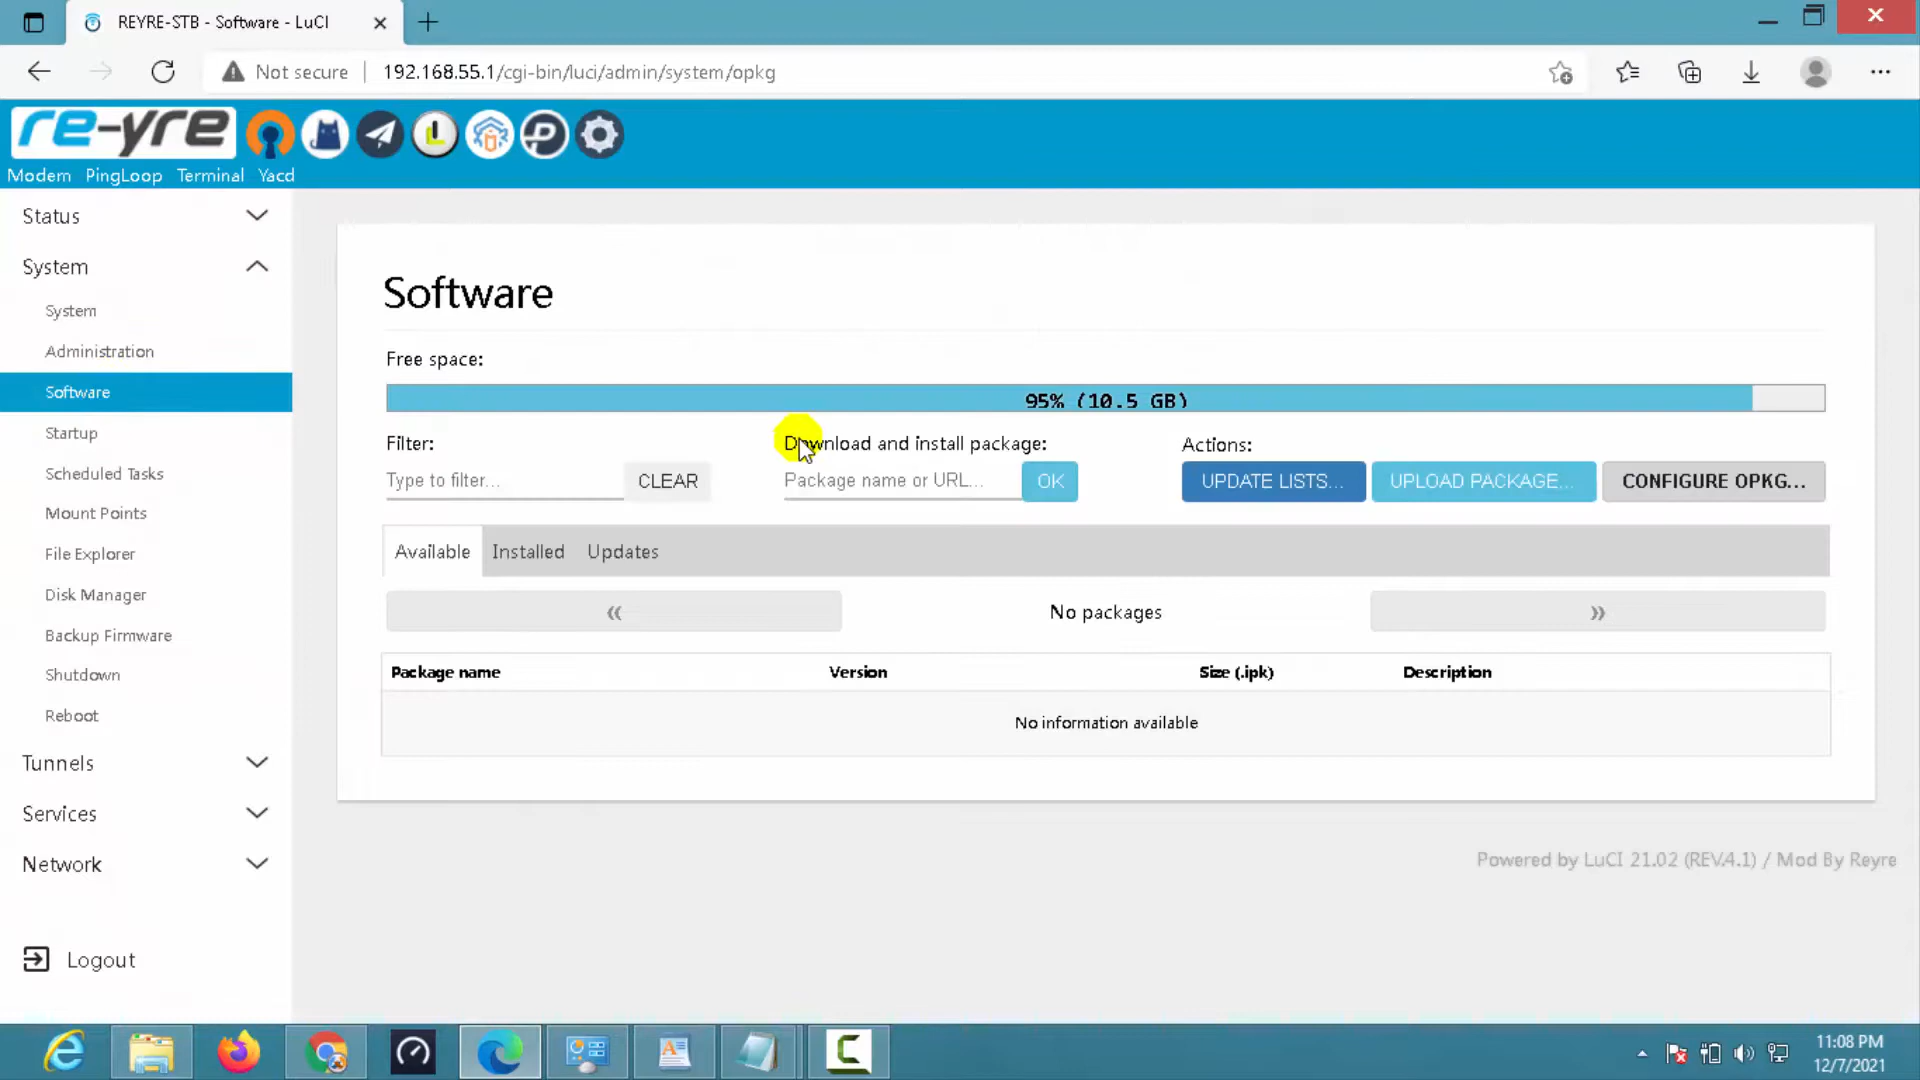 REYRE-STB - Software - LuCI
Not secure
192.168.55.1/cgi-bin/luci/admin/system/opkg
re-yre
Modem PingLoop Terminal Yacd
Status
System
System
Administration
Software
Startup
Scheduled Tasks
Mount Points
File Explorer
Disk Manager
Backup Firmware
Shutdown
Reboot
Tunnels
Services
Network
Logout
Software
Free space:
95% (10.5 GB)
Filter:
Type to filter...
CLEAR
Download and install package:
Package name or URL...
OK
Actions:
UPDATE LISTS...
UPLOAD PACKAGE...
CONFIGURE OPKG...
Available Installed Updates
«
No packages
»
Package name Version Size (.ipk) Description
No information available
Powered by LuCI 21.02 (REV.4.1) / Mod By Reyre
11:08 PM
12/7/2021